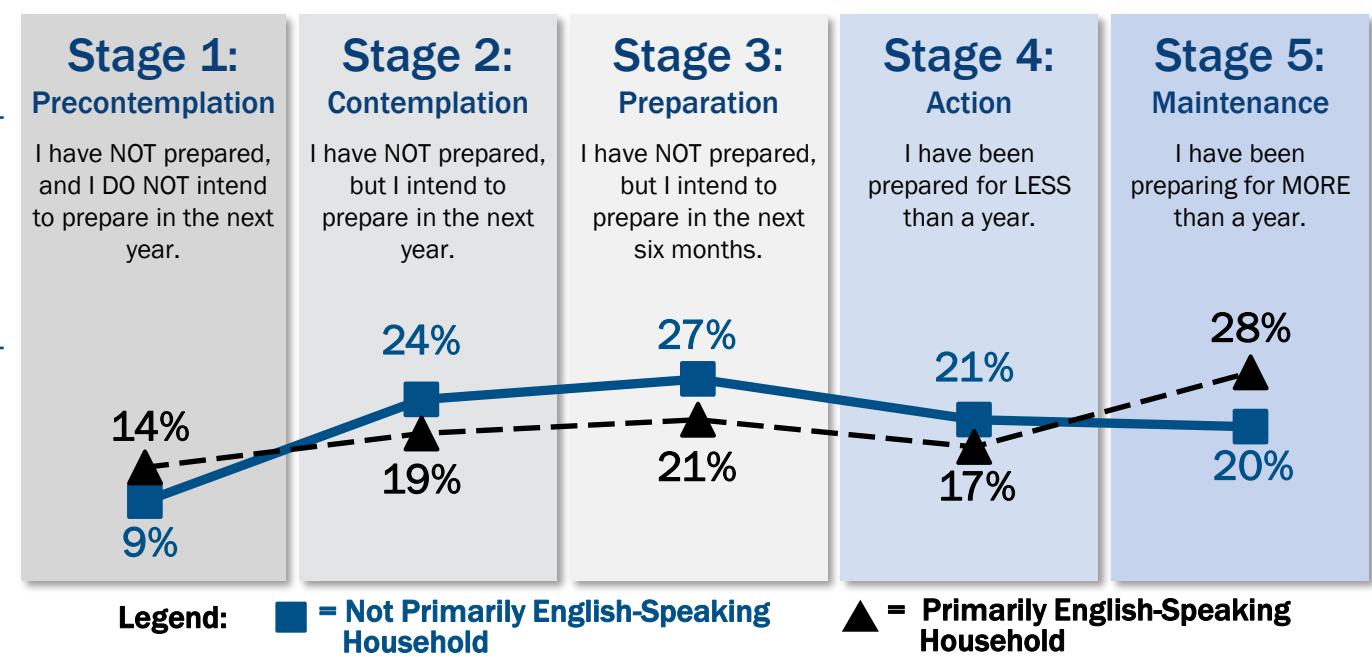 Stage 1:
Precontemplation
I have NOT prepared,
and I DO NOT intend
to prepare in the next
year.
Stage 2:
Contemplation
I have NOT prepared,
but I intend to
prepare in the next
year.
Stage 3:
Preparation
I have NOT prepared,
but I intend to
prepare in the next
six months.
Stage 4:
Action
I have been
prepared for LESS
than a year.
Stage 5:
Maintenance
I have been
preparing for MORE
than a year.
14%
9%
24%
19%
27%
21%
21%
17%
28%
20%
Legend:
= Not Primarily English-Speaking
Household
= Primarily English-Speaking
Household